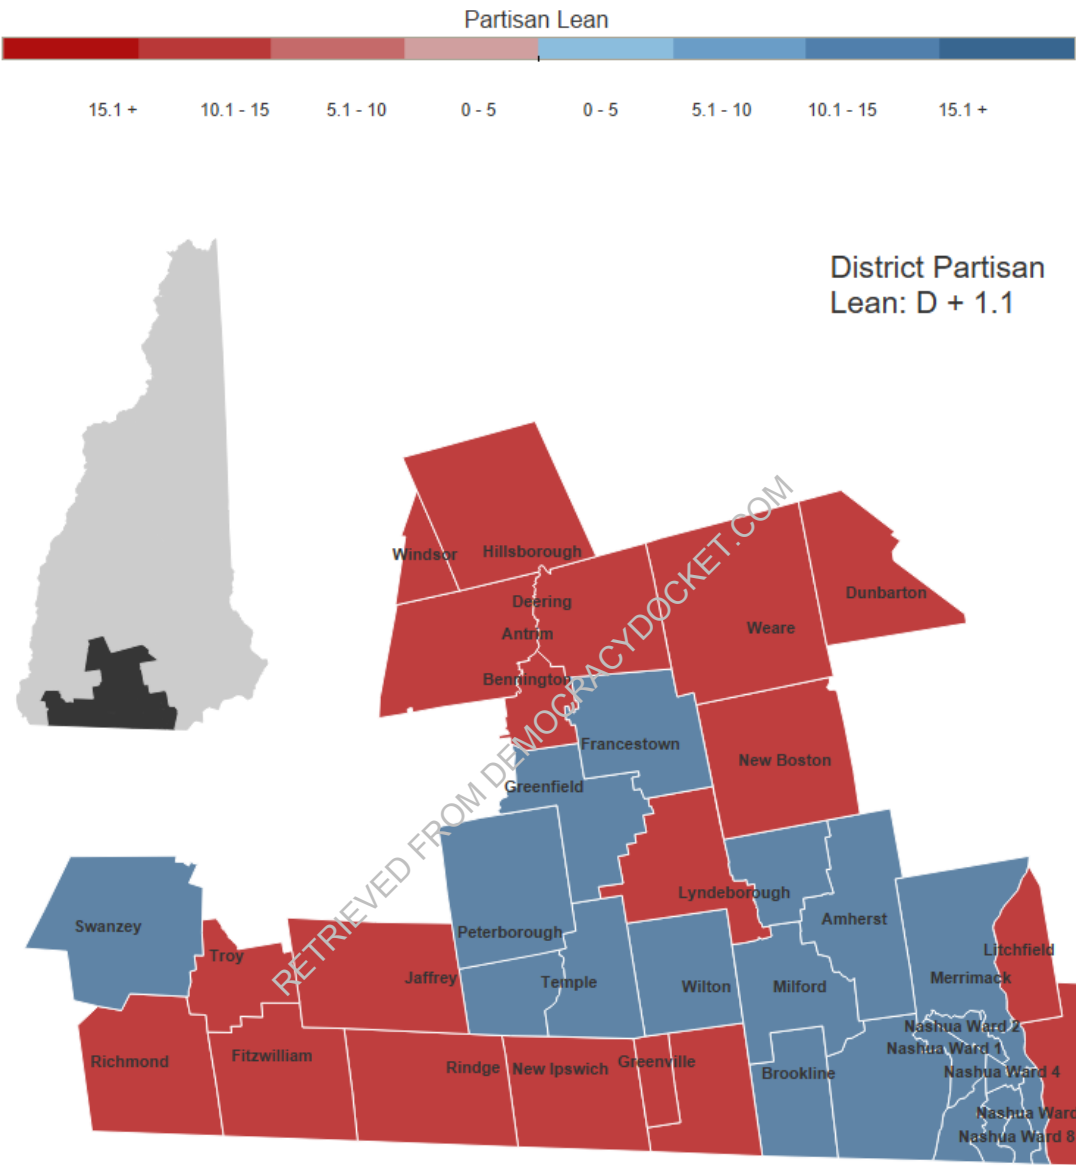 Partisan Lean
15.1 + 10.1 - 15 5.1 - 10 0 - 5 0 - 5 5.1 - 10 10.1 - 15 15.1 +
District Partisan
Lean: D + 1.1
RETRIEVED FROM DEMOCRACYDOCKET.COM
Windsor
Hillsborough
Deering
Dunbarton
Antrim
Weare
Bennington
Francestown
New Boston
Greenfield
Lyndeborough
Swanzey
Amherst
Peterborough
Troy
Litchfield
Jaffrey
Temple
Wilton
Milford
Merrimack
Nashua Ward 2
Nashua Ward 1
Richmond
Fitzwilliam
Rindge
New Ipswich
Greenville
Brookline
Nashua Ward 4
Nashua Ward
Nashua Ward 8